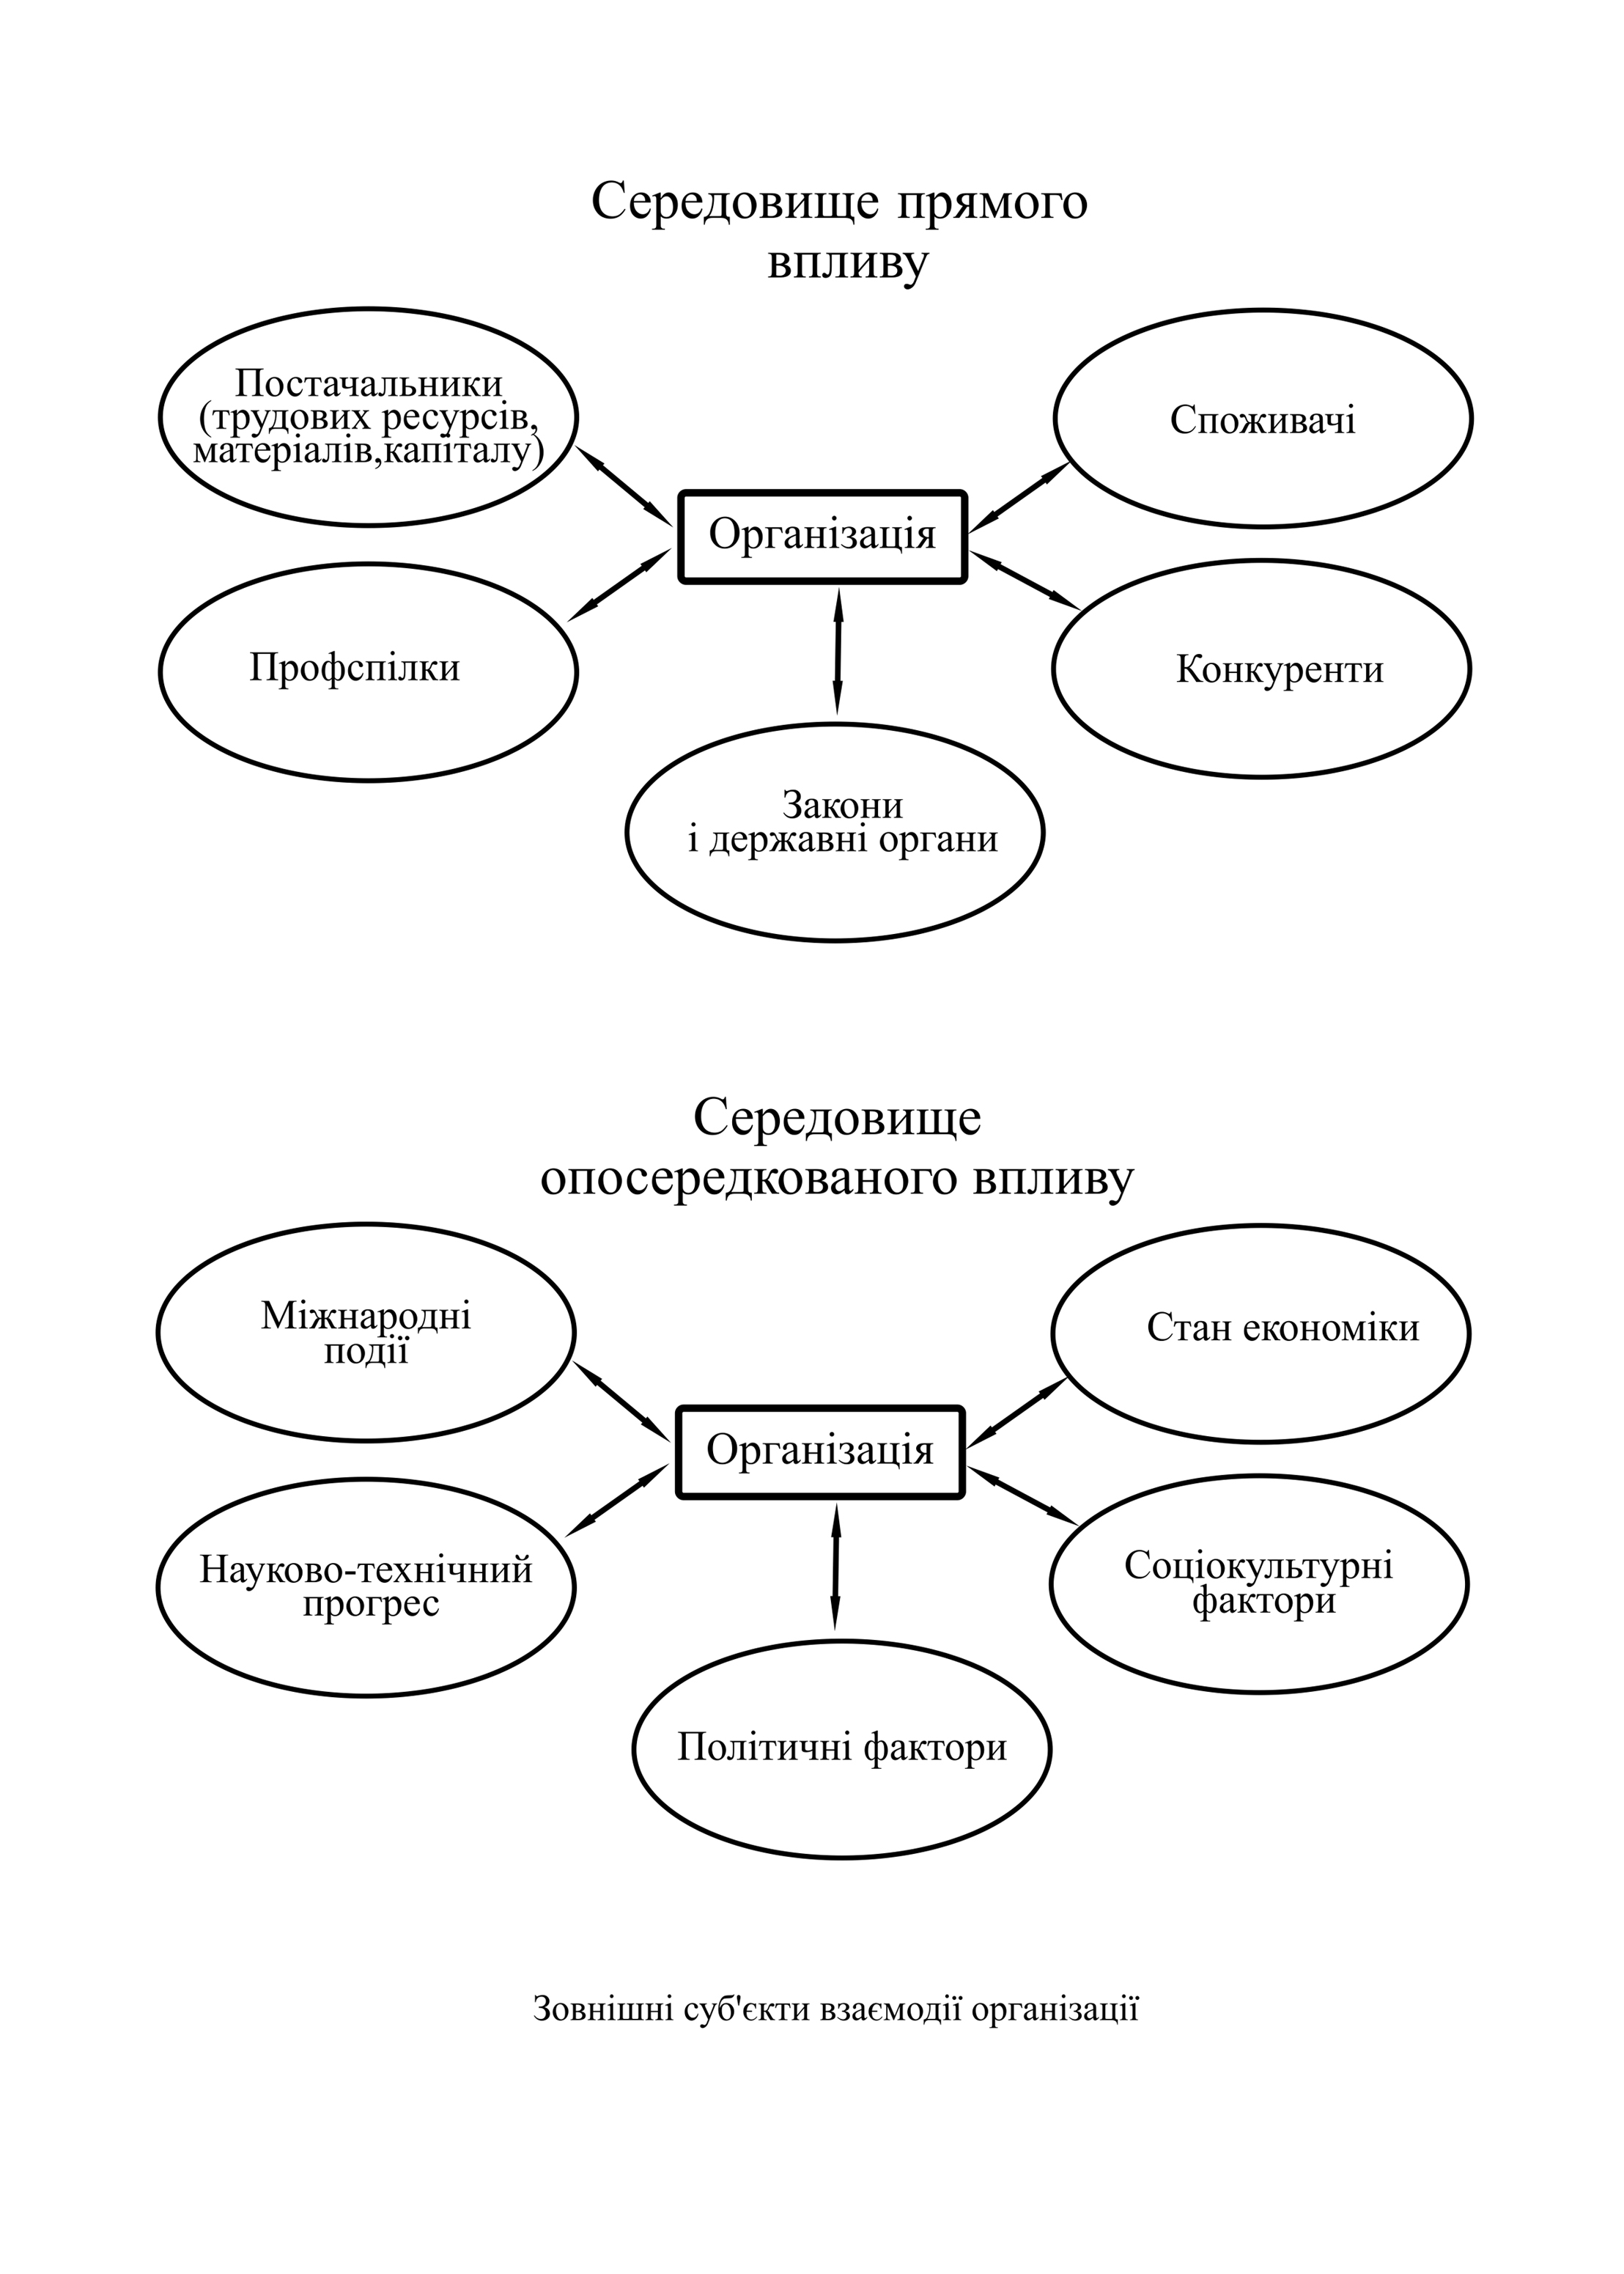 Середовище прямого
впливу
Постачальники
(трудових ресурсів,
матеріалів,капіталу)
Споживачі
Організація
Профспілки
Конкуренти
Закони
і державні органи
Середовище
опосередкованого впливу
Міжнародні
події
Стан економіки
Організація
Науково-технічний
прогрес
Соціокультурні
фактори
Політичні фактори
Зовнішні суб'єкти взаємодії організації